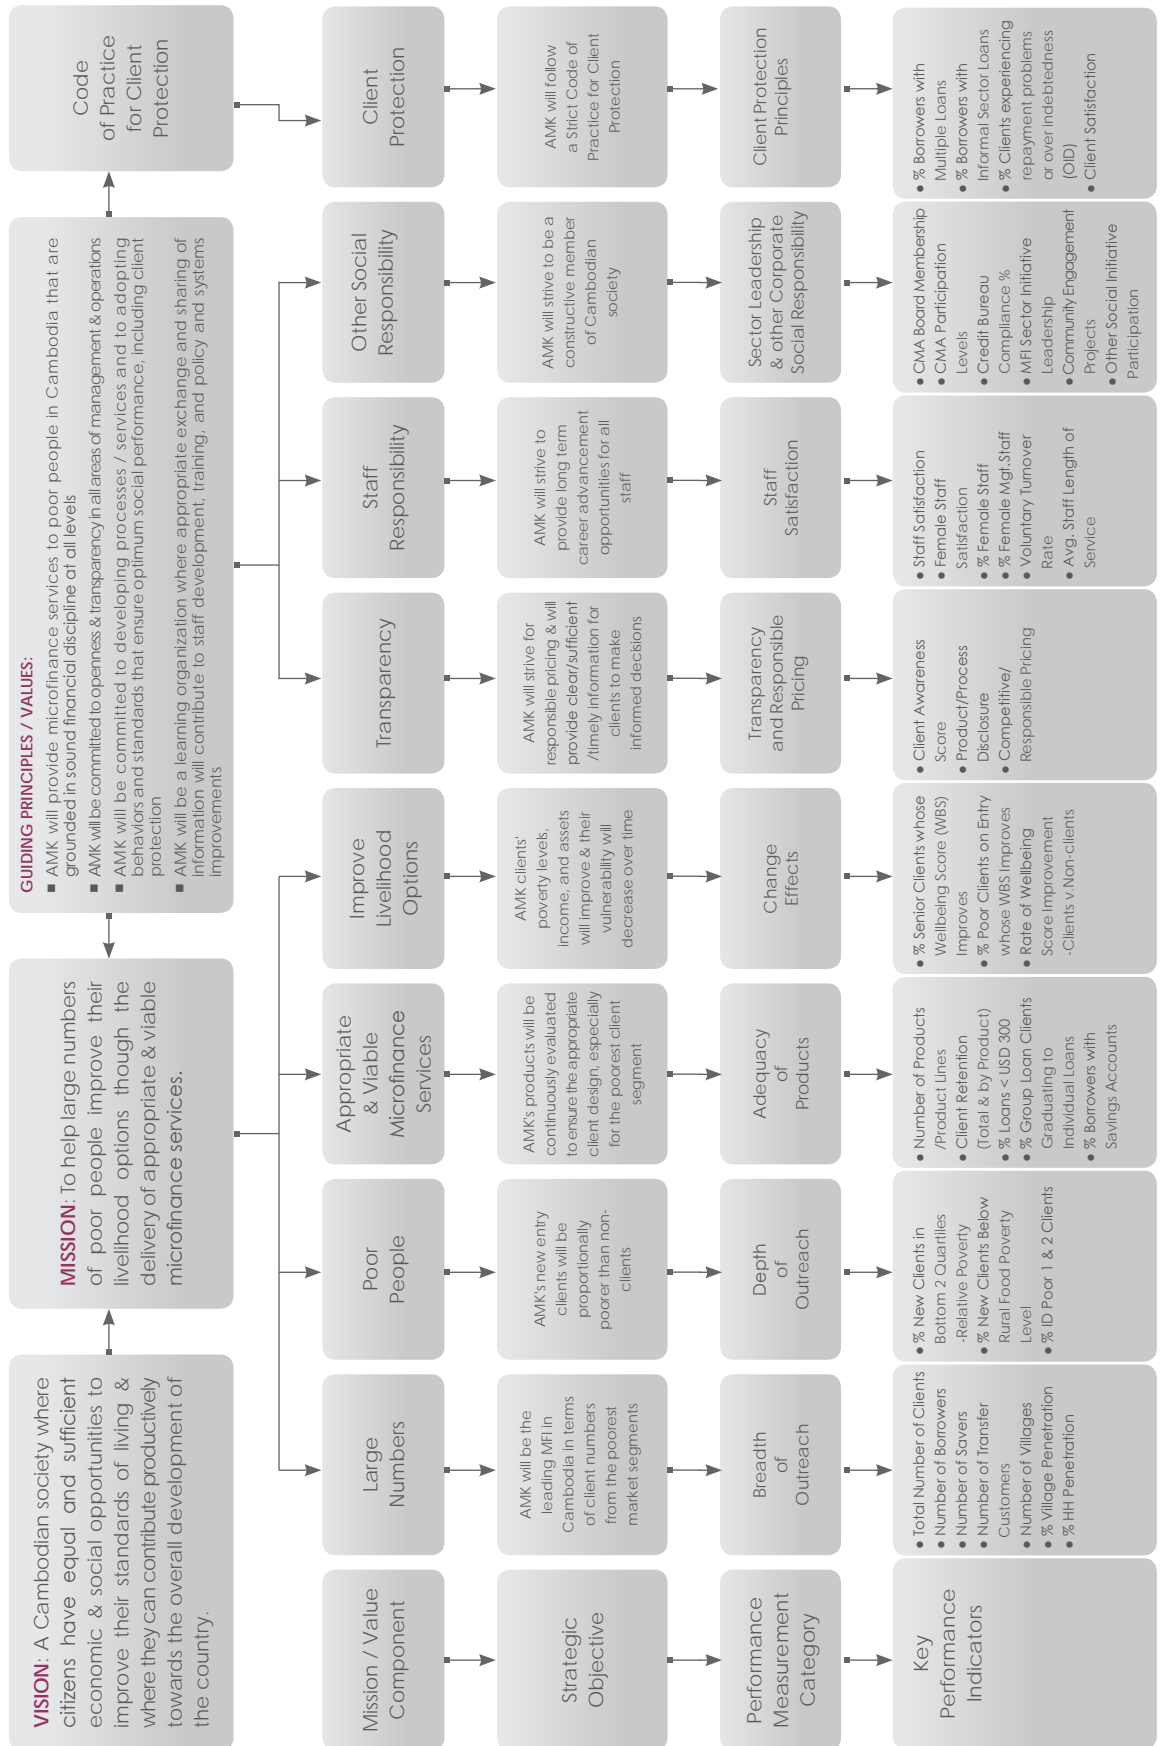 VISION: A Cambodian society where
citizens have equal and sufficient
economic & social opportunities to
improve their standards of living &
where they can contribute productively
towards the overall development of
the country.
MISSION: To help large numbers
of poor people improve their
livelihood options though the
delivery of appropriate & viable
microfinance services.
GUIDING PRINCIPLES / VALUES:
■ AMK will provide microfinance services to poor people in Cambodia that are
grounded in sound financial discipline at all levels
■ AMK will be committed to openness & transparency in all areas of management & operations
■ AMK will be committed to developing processes / services and to adopting
behaviors and standards that ensure optimum social performance, including client
protection
■ AMK will be a learning organization where appropriate exchange and sharing of
information will contribute to staff development, training, and policy and systems
improvements
Code
of Practice
for Client
Protection
Mission / Value
Component
Large
Numbers
Poor
People
Appropriate
& Viable
Microfinance
Services
Improve
Livelihood
Options
Transparency
Staff
Responsibility
Other Social
Responsibility
Client
Protection
Strategic
Objective
AMK will be the
leading MFI in
Cambodia in terms
of client numbers
from the poorest
market segments
AMK's new entry
clients will be
proportionally
poorer than non-
clients
AMK's products will be
continuously evaluated
to ensure the appropriate
client design, especially
for the poorest client
segment
AMK clients'
poverty levels,
income, and assets
will improve & their
vulnerability will
decrease over time
AMK will strive for
responsible pricing & will
provide clear/sufficient
/timely information for
clients to make
informed decisions
AMK will strive to
provide long term
career advancement
opportunities for all
staff
AMK will strive to be a
constructive member
of Cambodian
society
AMK will follow
a Strict Code of
Practice for Client
Protection
Performance
Measurement
Category
Breadth
of
Outreach
Depth
of
Outreach
Adequacy
of
Products
Change
Effects
Transparency
and Responsible
Pricing
Staff
Satisfaction
Sector Leadership
& other Corporate
Social Responsibility
Client Protection
Principles
Key
Performance
Indicators
• Total Number of Clients
• Number of Borrowers
• Number of Savers
• Number of Transfer
Customers
• Number of Villages
• % Village Penetration
• % HH Penetration
• % New Clients in
Bottom 2 Quartiles
-Relative Poverty
• % New Clients Below
Rural Food Poverty
Level
• % ID Poor 1 & 2 Clients
• Number of Products
/Product Lines
• Client Retention
(Total & by Product)
• % Loans < USD 300
• % Group Loan Clients
Graduating to
Individual Loans
• % Borrowers with
Savings Accounts
• % Senior Clients whose
Wellbeing Score (WBS)
Improves
• % Poor Clients on Entry
whose WBS Improves
• Rate of Wellbeing
Score Improvement
-Clients v.Non-clients
• Client Awareness
Score
• Product/Process
Disclosure
• Competitive/
Responsible Pricing
• Staff Satisfaction
• Female Staff
Satisfaction
• % Female Staff
• % Female Mgt.Staff
• Voluntary Turnover
Rate
• Avg. Staff Length of
Service
• CMA Board Membership
• CMA Participation
Levels
• Credit Bureau
Compliance %
• MFI Sector Initiative
Leadership
• Community Engagement
Projects
• Other Social Initiative
Participation
• % Borrowers with
Multiple Loans
• % Borrowers with
Informal Sector Loans
• % Clients experiencing
repayment problems
or over indebtedness
(OID)
• Client Satisfaction